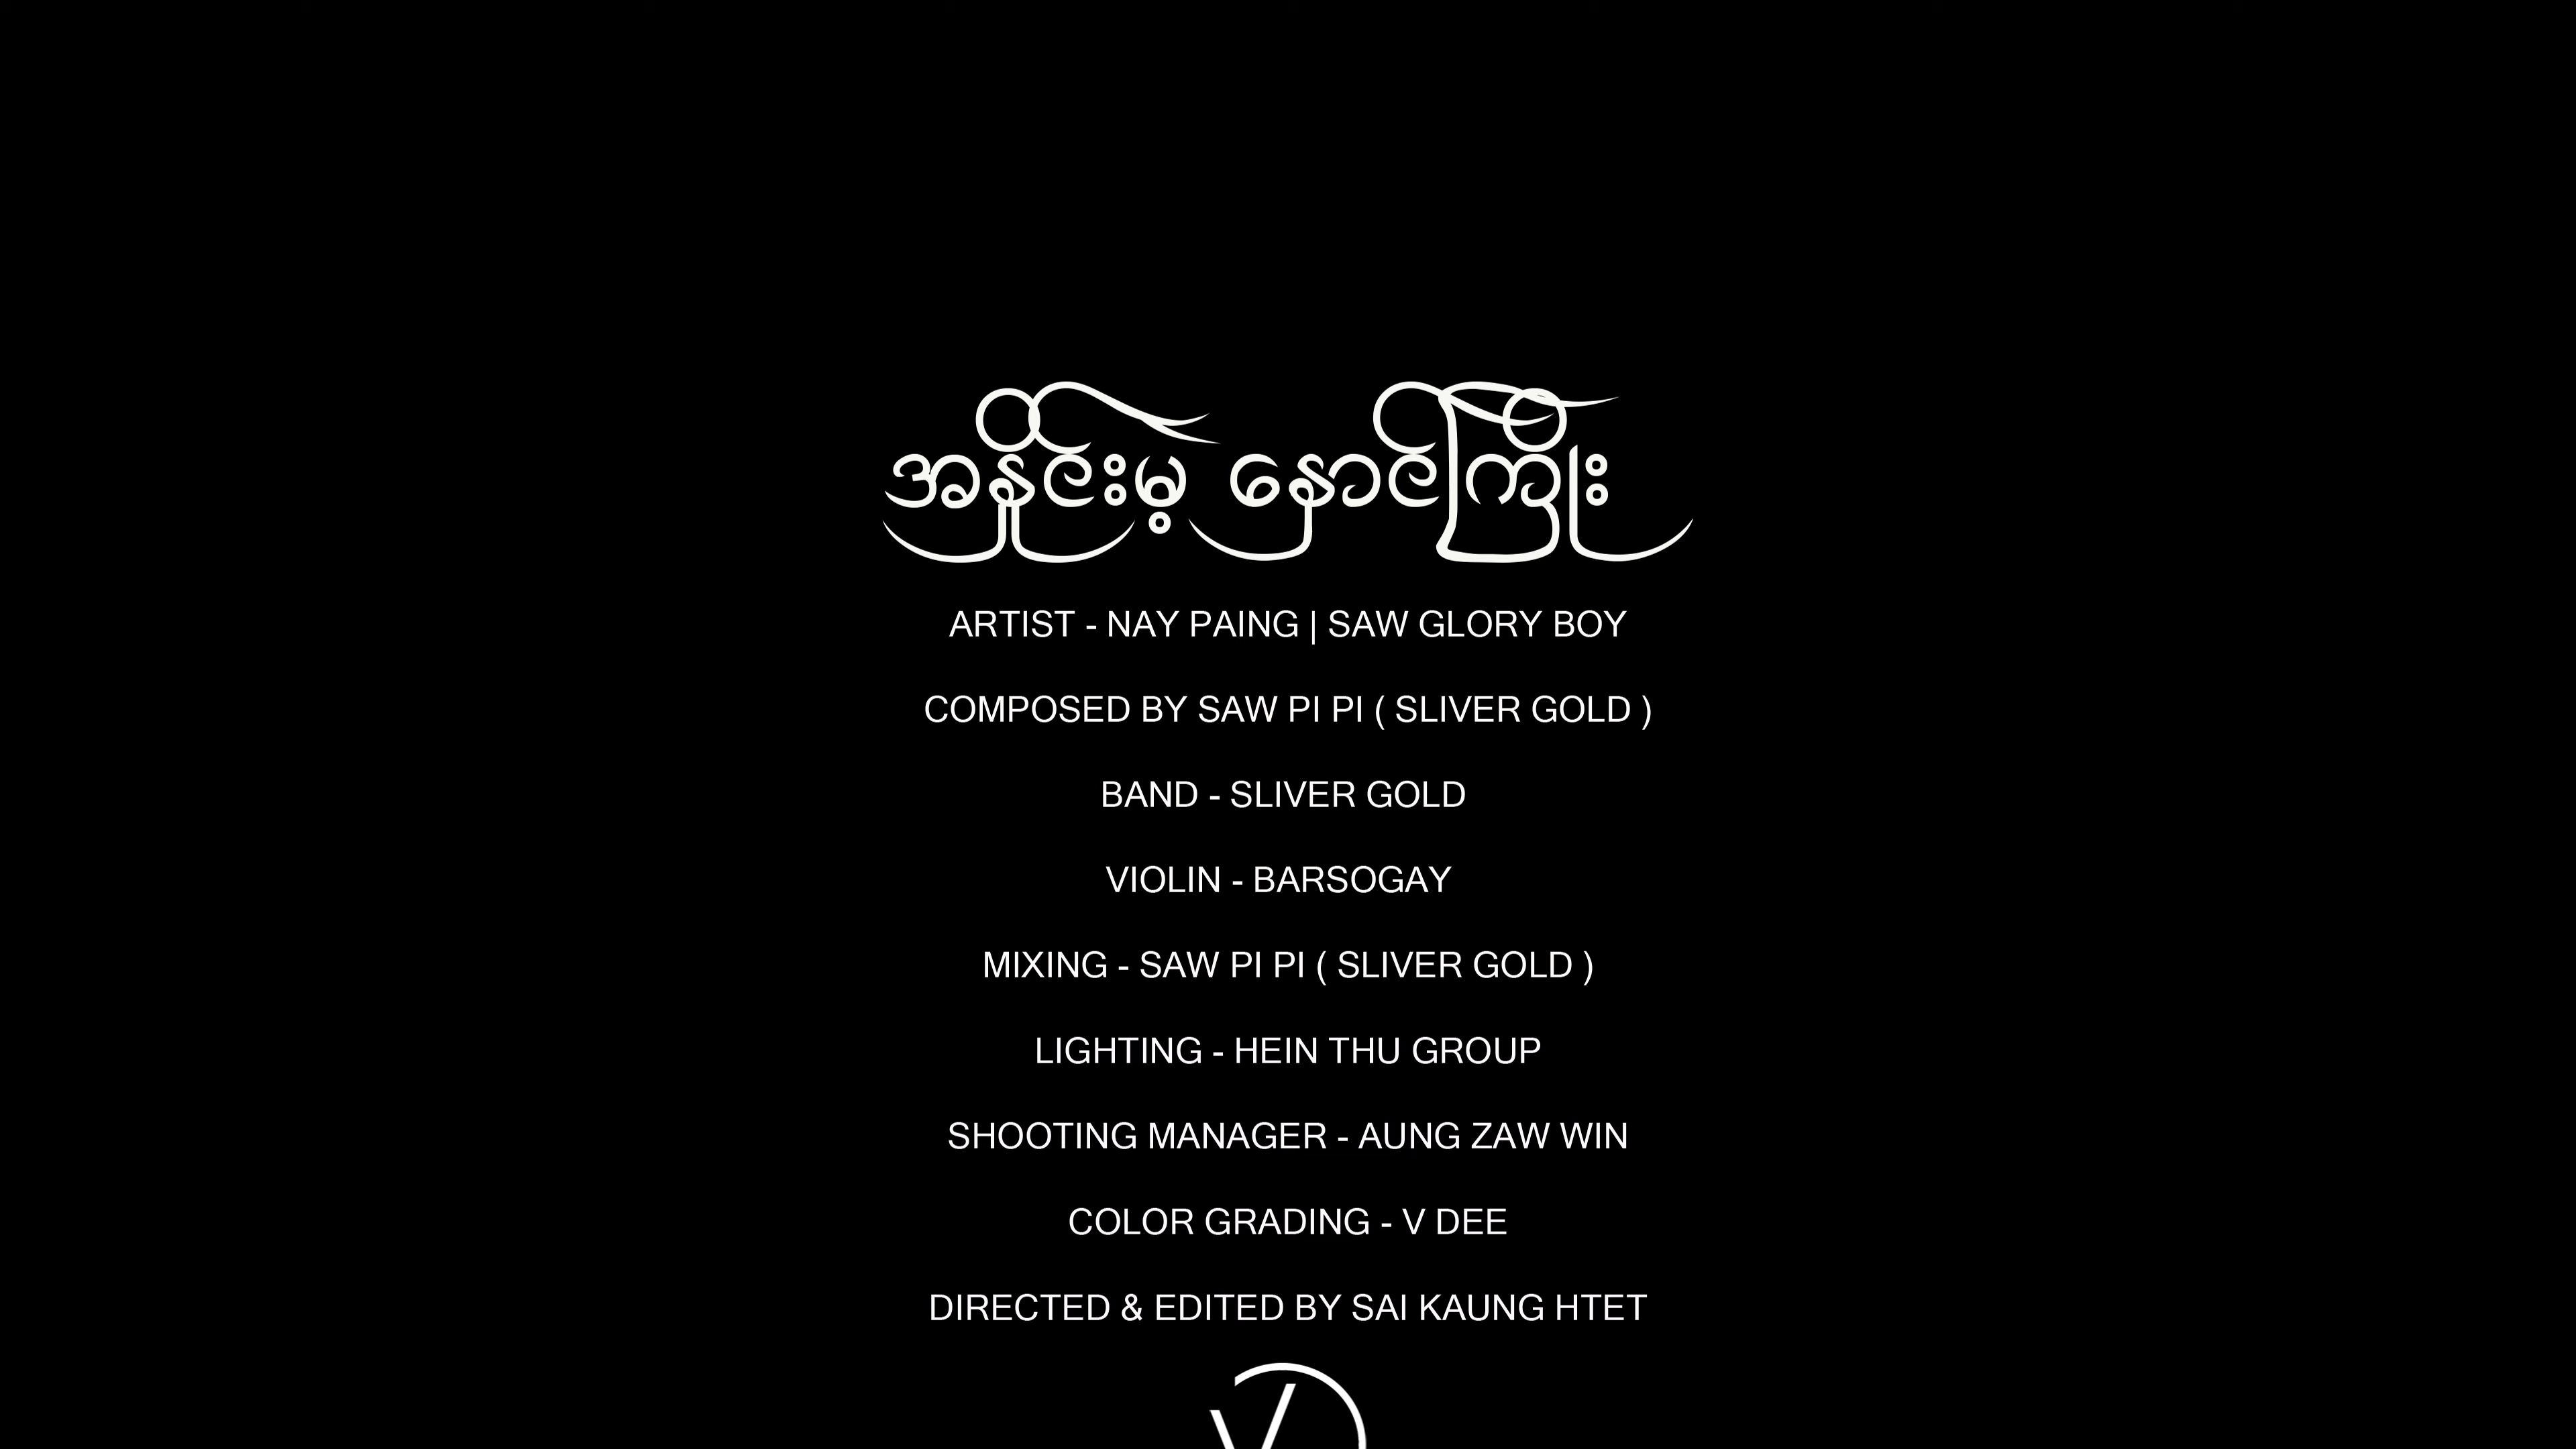 အနှိုင်းမဲ့ နှောင်ကြိုး
ARTIST - NAY PAING | SAW GLORY BOY
COMPOSED BY SAW PI PI ( SLIVER GOLD )
BAND - SLIVER GOLD
VIOLIN - BARSOGAY
MIXING - SAW PI PI ( SLIVER GOLD )
LIGHTING - HEIN THU GROUP
SHOOTING MANAGER - AUNG ZAW WIN
COLOR GRADING - V DEE
DIRECTED & EDITED BY SAI KAUNG HTET